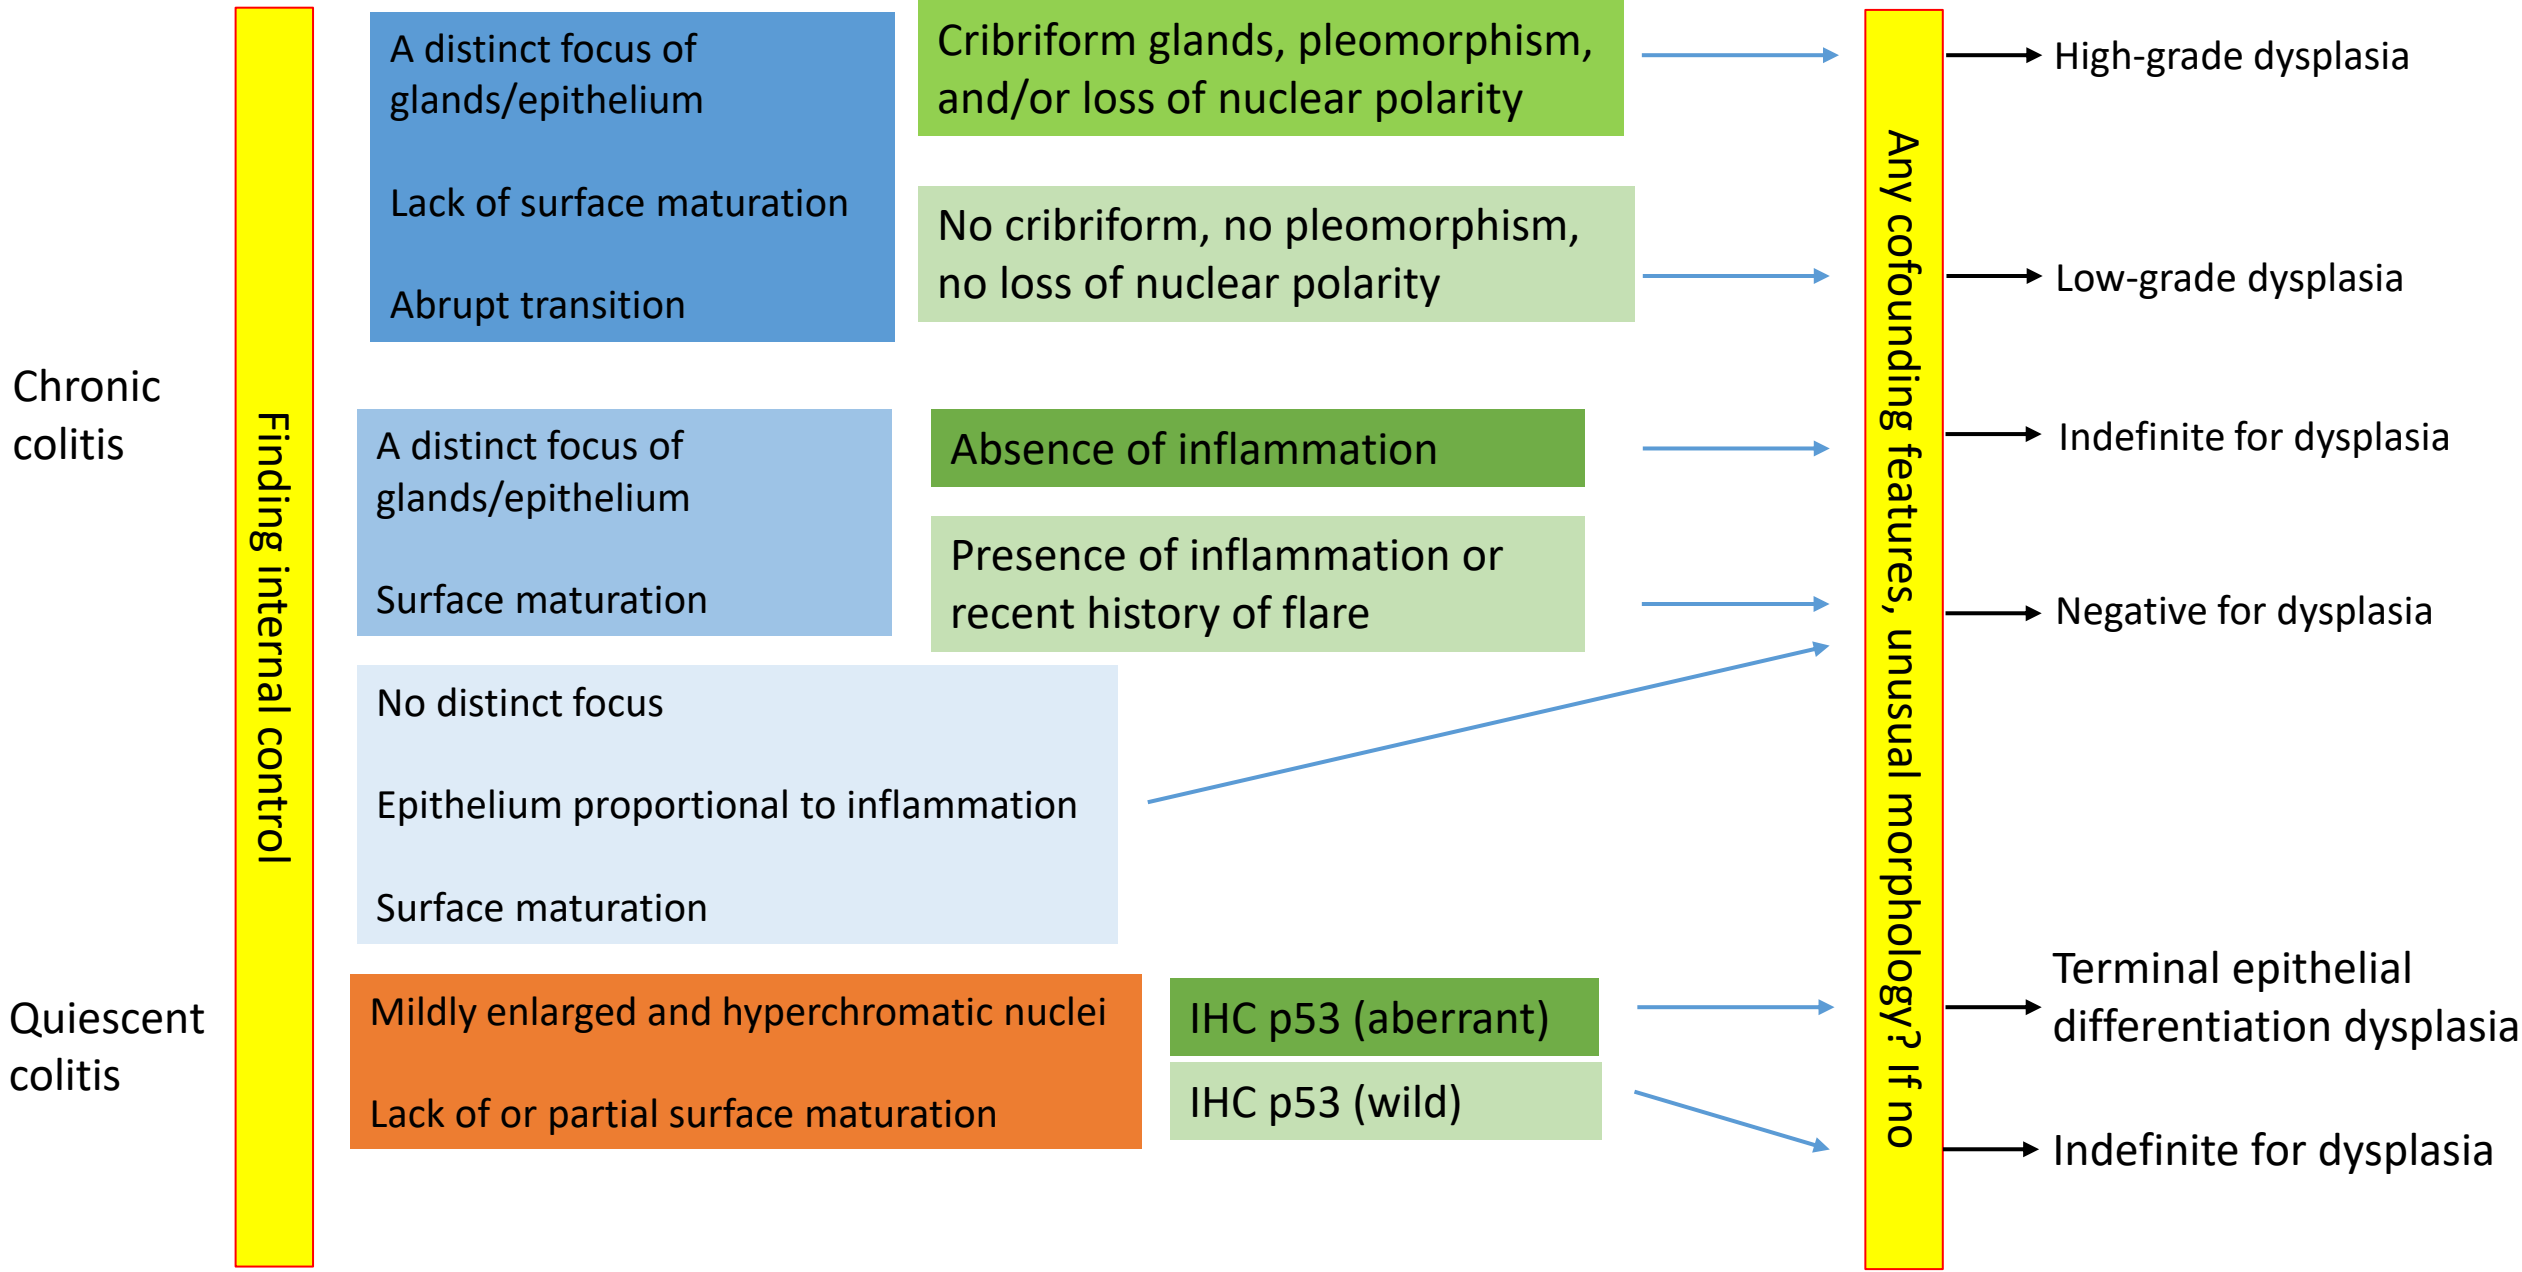 Chronic
colitis
Quiescent
colitis
Finding internal control
A distinct focus of
glands/epithelium
Lack of surface maturation
Abrupt transition
Cribriform glands, pleomorphism,
and/or loss of nuclear polarity
No cribriform, no pleomorphism,
no loss of nuclear polarity
A distinct focus of
glands/epithelium
Surface maturation
Absence of inflammation
Presence of inflammation or
recent history of flare
No distinct focus
Epithelium proportional to inflammation
Surface maturation
Mildly enlarged and hyperchromatic nuclei
Lack of or partial surface maturation
IHC p53 (aberrant)
IHC p53 (wild)
Any cofounding features, unusual morphology? If no
High-grade dysplasia
Low-grade dysplasia
Indefinite for dysplasia
Negative for dysplasia
Terminal epithelial
differentiation dysplasia
Indefinite for dysplasia